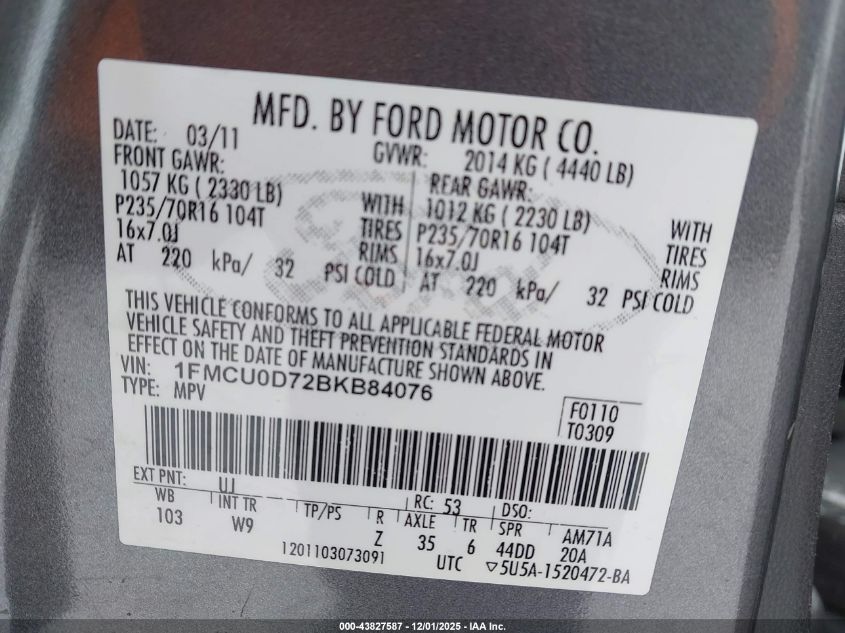 MFD. BY FORD MOTOR CO.
DATE: 03/11 GVWR: 2014 KG ( 4440 LB)
FRONT GAWR: REAR GAWR:
1057 KG ( 2330 LB) WITH 1012 KG ( 2230 LB) WITH
P235/70R16 104T TIRES P235/70R16 104T TIRES
16x7.0J RIMS 16x7.0J RIMS
AT 220 kPa/ 32 PSI COLD AT 220 kPa/ 32 PSI COLD
THIS VEHICLE CONFORMS TO ALL APPLICABLE FEDERAL MOTOR
VEHICLE SAFETY AND THEFT PREVENTION STANDARDS IN
EFFECT ON THE DATE OF MANUFACTURE SHOWN ABOVE.
VIN: 1FMCU0D72BKB84076
TYPE: MPV
F0110
T0309
EXT PNT: UJ RC: 53 DSO:
WB INT TR TP/PS R AXLE TR SPR AM71A
103 W9 Z 35 6 44DD 20A
1201103073091 UTC ▽5U5A-1520472-BA
000-43827587 - 12/01/2025 - IAA Inc.